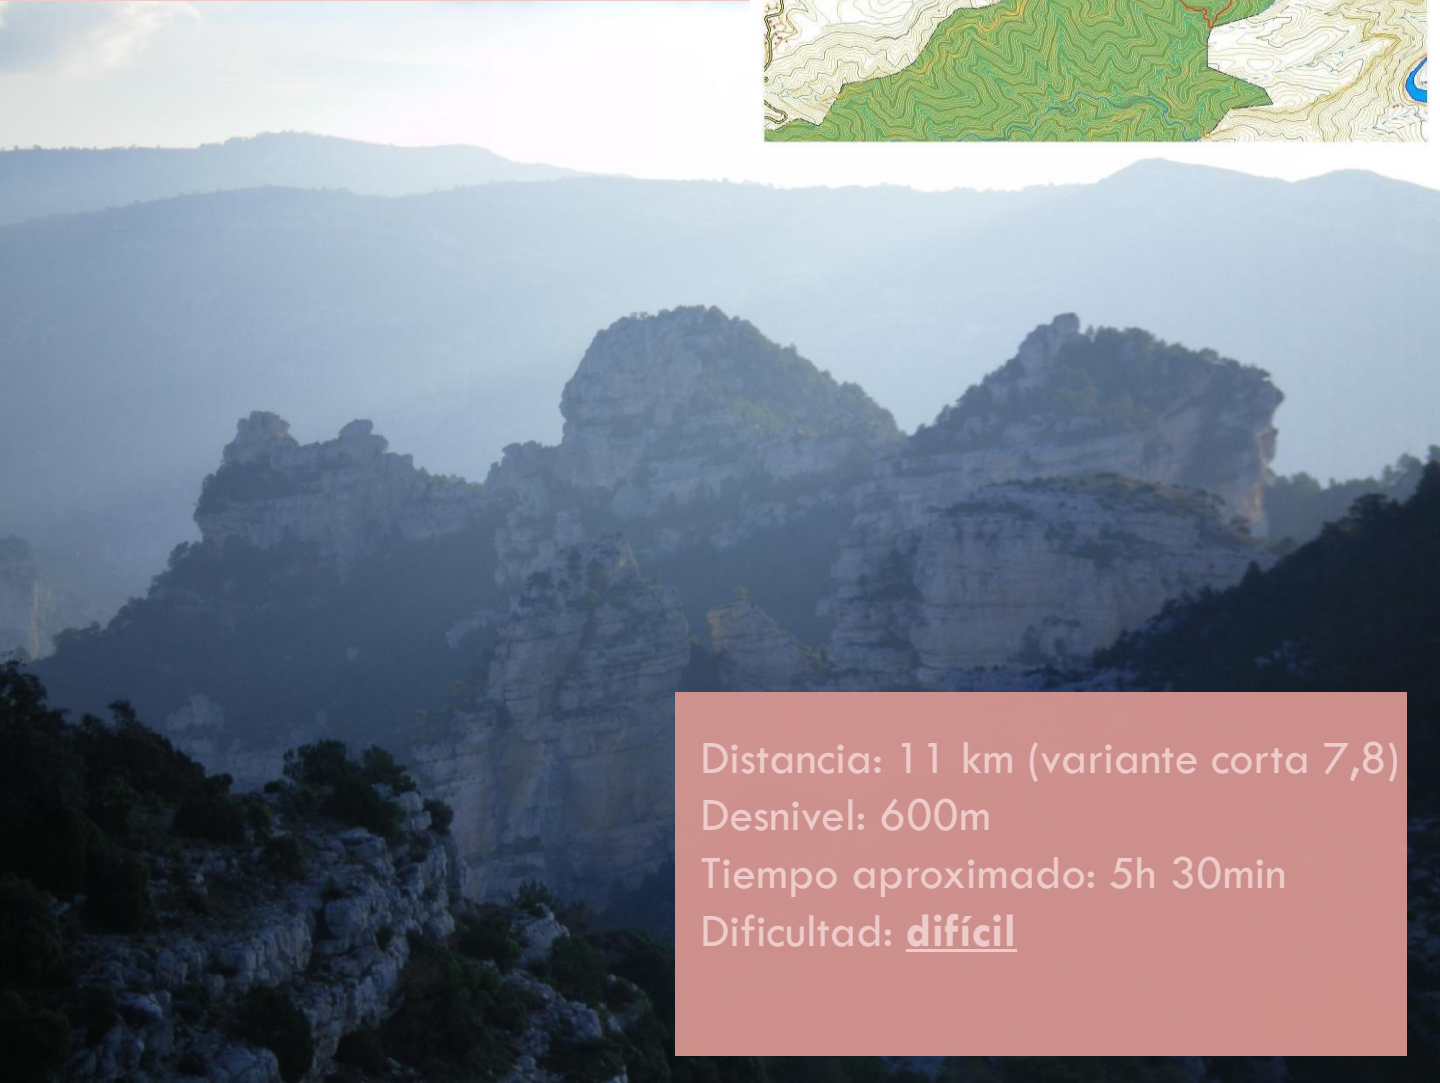 Distancia: 11 km (variante corta 7,8)
Desnivel: 600m
Tiempo aproximado: 5h 30min
Dificultad: difícil